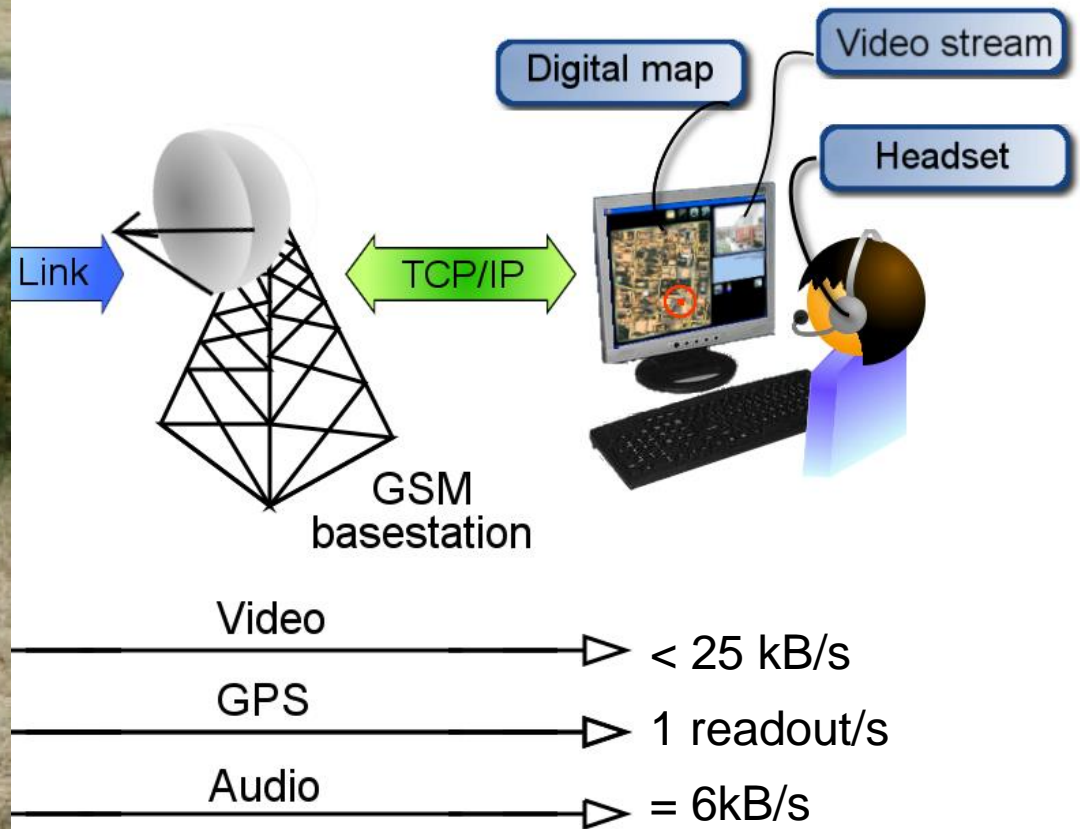 Video stream
Digital map
Headset
Link
TCP/IP
GSM
basestation
Video
< 25 kB/s
GPS
1 readout/s
Audio
= 6kB/s